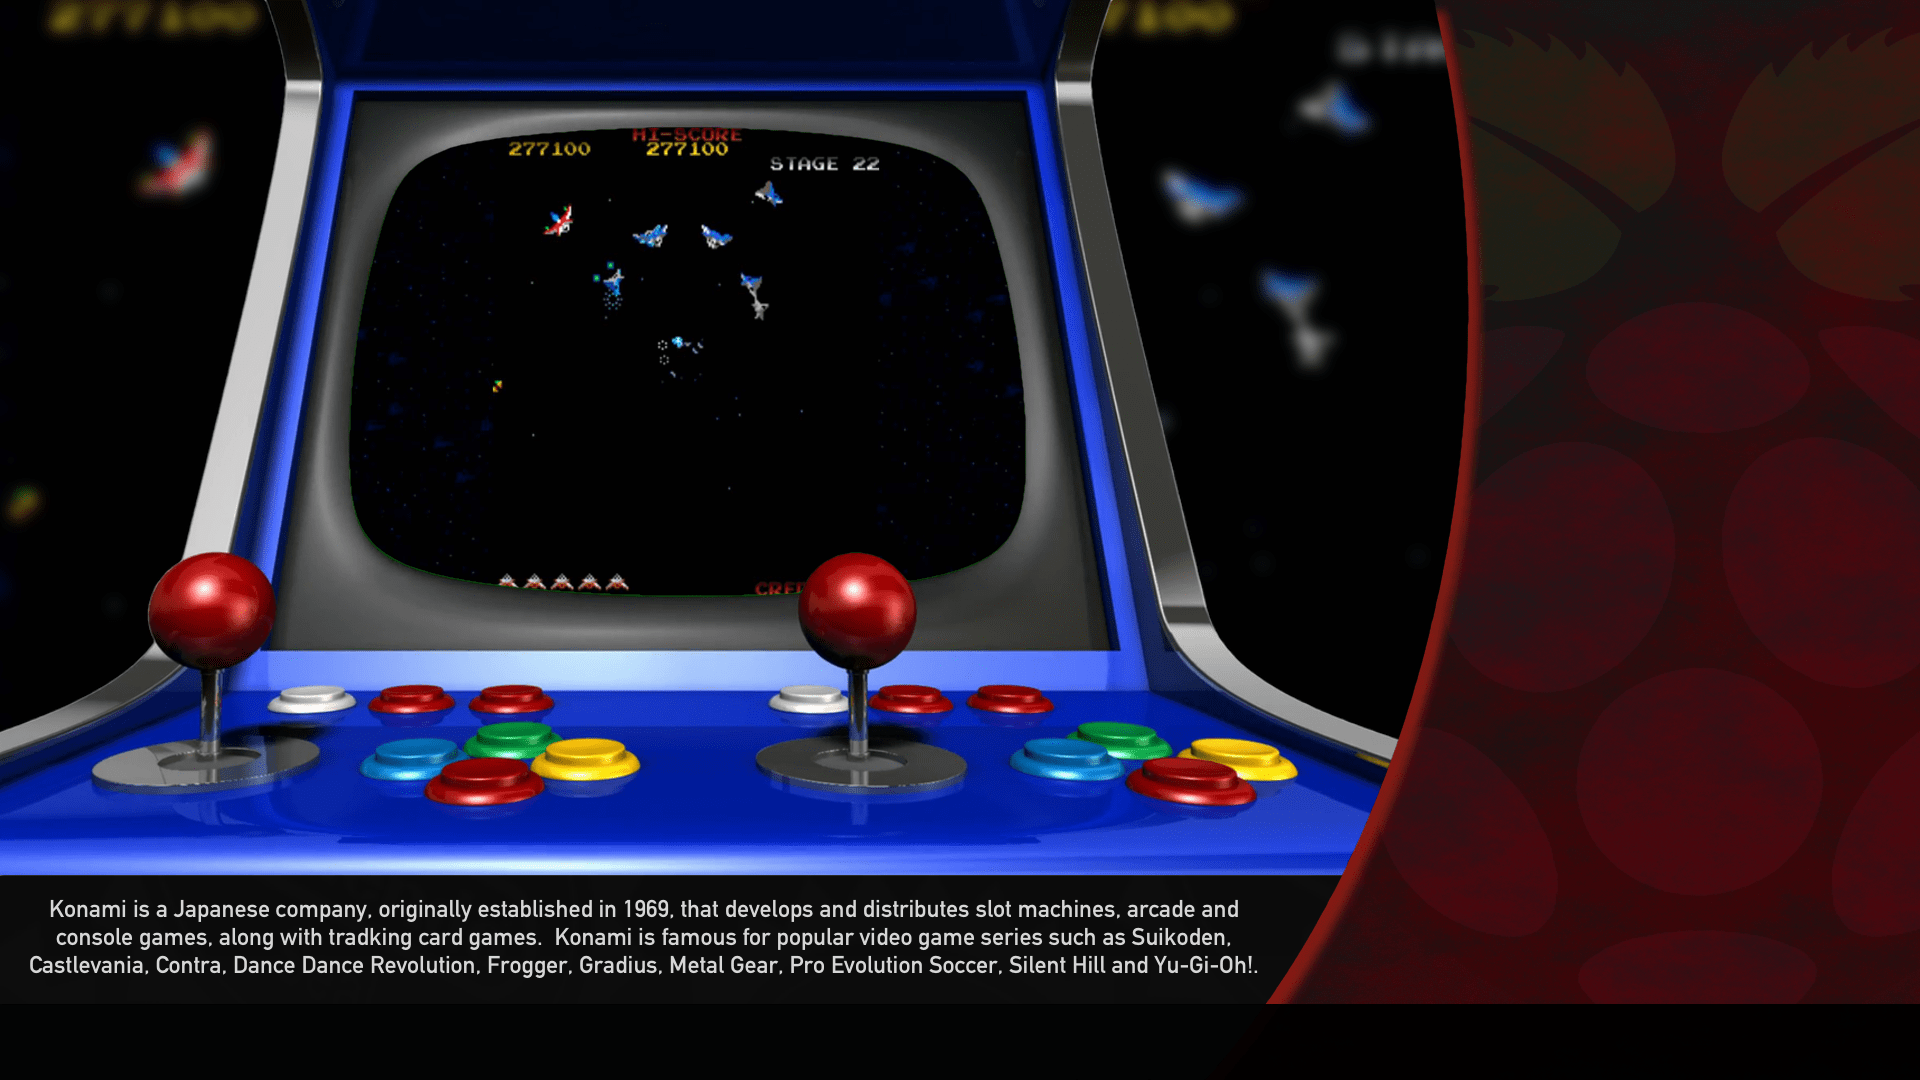 HI-SCORE
277100 277100
STAGE 22
Konami is a Japanese company, originally established in 1969, that develops and distributes slot machines, arcade and
console games, along with tradking card games.  Konami is famous for popular video game series such as Suikoden,
Castlevania, Contra, Dance Dance Revolution, Frogger, Gradius, Metal Gear, Pro Evolution Soccer, Silent Hill and Yu-Gi-Oh!.